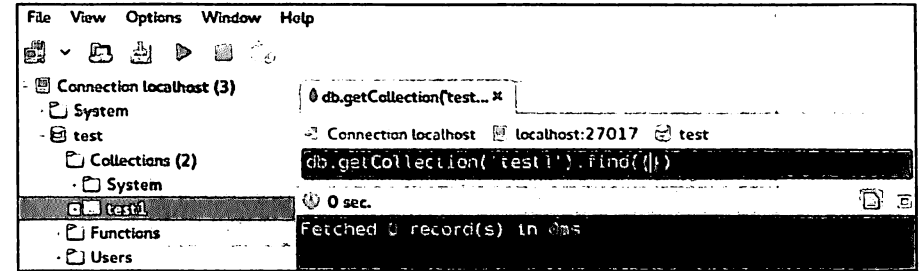 File View Options Window Help
Connection localhost (3)
System
test
Collections (2)
System
test1
Functions
Users
db.getCollection('test... ×
Connection localhost localhost:27017 test
db.getCollection('test1').find({})
0 sec.
Fetched 0 record(s) in 0ms